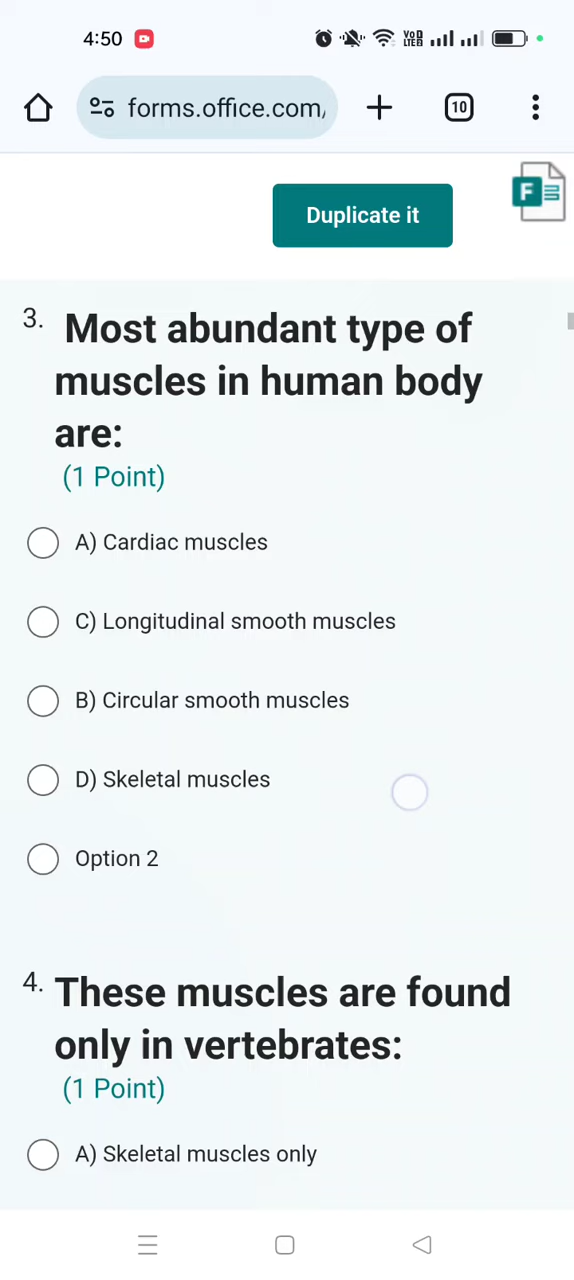 4:50
VoD
LTEB
forms.office.com/
10
Duplicate it
F
3. Most abundant type of
muscles in human body
are:
(1 Point)
A) Cardiac muscles
C) Longitudinal smooth muscles
B) Circular smooth muscles
D) Skeletal muscles
Option 2
4. These muscles are found
only in vertebrates:
(1 Point)
A) Skeletal muscles only